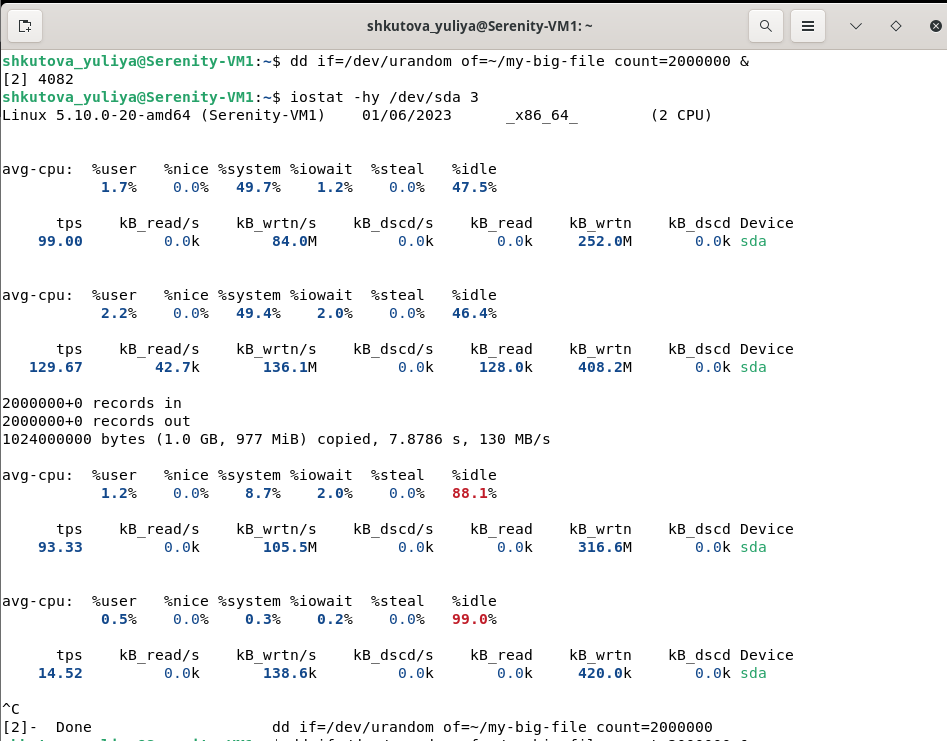 shkutova_yuliya@Serenity-VM1: ~
shkutova_yuliya@Serenity-VM1:~$ dd if=/dev/urandom of=~/my-big-file count=2000000 &
[2] 4082
shkutova_yuliya@Serenity-VM1:~$ iostat -hy /dev/sda 3
Linux 5.10.0-20-amd64 (Serenity-VM1) 01/06/2023 _x86_64_ (2 CPU)
avg-cpu: %user %nice %system %iowait %steal %idle
1.7% 0.0% 49.7% 1.2% 0.0% 47.5%
tps kB_read/s kB_wrtn/s kB_dscd/s kB_read kB_wrtn kB_dscd Device
99.00 0.0k 84.0M 0.0k 0.0k 252.0M 0.0k sda
avg-cpu: %user %nice %system %iowait %steal %idle
2.2% 0.0% 49.4% 2.0% 0.0% 46.4%
tps kB_read/s kB_wrtn/s kB_dscd/s kB_read kB_wrtn kB_dscd Device
129.67 42.7k 136.1M 0.0k 128.0k 408.2M 0.0k sda
2000000+0 records in
2000000+0 records out
1024000000 bytes (1.0 GB, 977 MiB) copied, 7.8786 s, 130 MB/s
avg-cpu: %user %nice %system %iowait %steal %idle
1.2% 0.0% 8.7% 2.0% 0.0% 88.1%
tps kB_read/s kB_wrtn/s kB_dscd/s kB_read kB_wrtn kB_dscd Device
93.33 0.0k 105.5M 0.0k 0.0k 316.6M 0.0k sda
avg-cpu: %user %nice %system %iowait %steal %idle
0.5% 0.0% 0.3% 0.2% 0.0% 99.0%
tps kB_read/s kB_wrtn/s kB_dscd/s kB_read kB_wrtn kB_dscd Device
14.52 0.0k 138.6k 0.0k 0.0k 420.0k 0.0k sda
^C
[2]- Done dd if=/dev/urandom of=~/my-big-file count=2000000